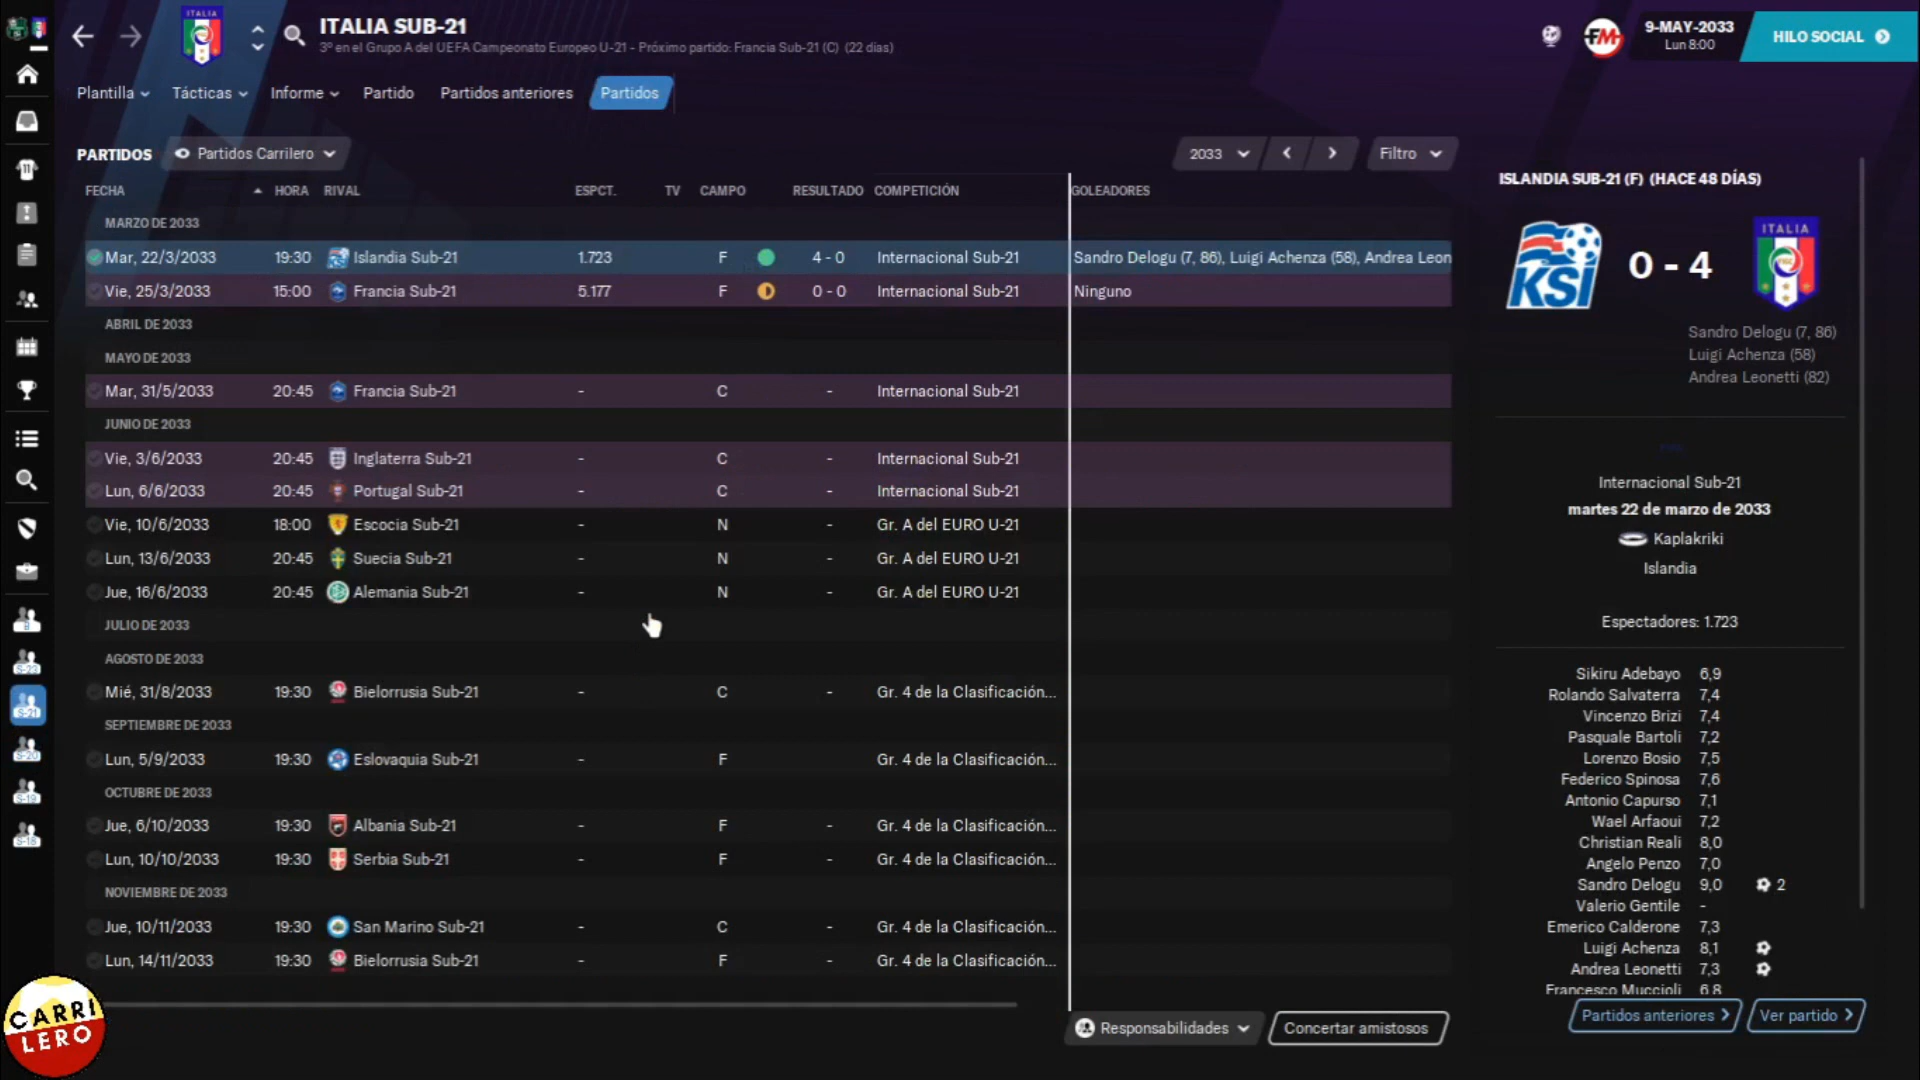 ITALIA SUB-21
3º en el Grupo A del UEFA Campeonato Europeo U-21 - Próximo partido: Francia Sub-21 (C) (22 días)
FM
9-MAY-2033
Lun 8:00
HILO SOCIAL
Plantilla Tácticas Informe Partido Partidos anteriores Partidos
PARTIDOS Partidos Carrilero 2033 Filtro
FECHA HORA RIVAL ESPCT. TV CAMPO RESULTADO COMPETICIÓN GOLEADORES
MARZO DE 2033
Mar, 22/3/2033 19:30 Islandia Sub-21 1.723 F 4 - 0 Internacional Sub-21 Sandro Delogu (7, 86), Luigi Achenza (58), Andrea Leon
Vie, 25/3/2033 15:00 Francia Sub-21 5.177 F 0 - 0 Internacional Sub-21 Ninguno
ABRIL DE 2033
MAYO DE 2033
Mar, 31/5/2033 20:45 Francia Sub-21 - C - Internacional Sub-21
JUNIO DE 2033
Vie, 3/6/2033 20:45 Inglaterra Sub-21 - C - Internacional Sub-21
Lun, 6/6/2033 20:45 Portugal Sub-21 - C - Internacional Sub-21
Vie, 10/6/2033 18:00 Escocia Sub-21 - N - Gr. A del EURO U-21
Lun, 13/6/2033 20:45 Suecia Sub-21 - N - Gr. A del EURO U-21
Jue, 16/6/2033 20:45 Alemania Sub-21 - N - Gr. A del EURO U-21
JULIO DE 2033
AGOSTO DE 2033
Mié, 31/8/2033 19:30 Bielorrusia Sub-21 - C - Gr. 4 de la Clasificación...
SEPTIEMBRE DE 2033
Lun, 5/9/2033 19:30 Eslovaquia Sub-21 - F - Gr. 4 de la Clasificación...
OCTUBRE DE 2033
Jue, 6/10/2033 19:30 Albania Sub-21 - F - Gr. 4 de la Clasificación...
Lun, 10/10/2033 19:30 Serbia Sub-21 - F - Gr. 4 de la Clasificación...
NOVIEMBRE DE 2033
Jue, 10/11/2033 19:30 San Marino Sub-21 - C - Gr. 4 de la Clasificación...
Lun, 14/11/2033 19:30 Bielorrusia Sub-21 - F - Gr. 4 de la Clasificación...
Responsabilidades Concertar amistosos
ISLANDIA SUB-21 (F) (HACE 48 DÍAS)
KSI 0 - 4 ITALIA
Sandro Delogu (7, 86)
Luigi Achenza (58)
Andrea Leonetti (82)
Internacional Sub-21
martes 22 de marzo de 2033
Kaplakriki
Islandia
Espectadores: 1.723
Sikiru Adebayo 6,9
Rolando Salvaterra 7,4
Vincenzo Brizi 7,4
Pasquale Bartoli 7,2
Lorenzo Bosio 7,5
Federico Spinosa 7,6
Antonio Capurso 7,1
Wael Arfaoui 7,2
Christian Reali 8,0
Angelo Penzo 7,0
Sandro Delogu 9,0 2
Valerio Gentile -
Emerico Calderone 7,3
Luigi Achenza 8,1
Andrea Leonetti 7,3
Francesco Muccioli 6,8
Partidos anteriores Ver partido
S-23
S-21
S-20
S-19
S-18
CARRI
LERO